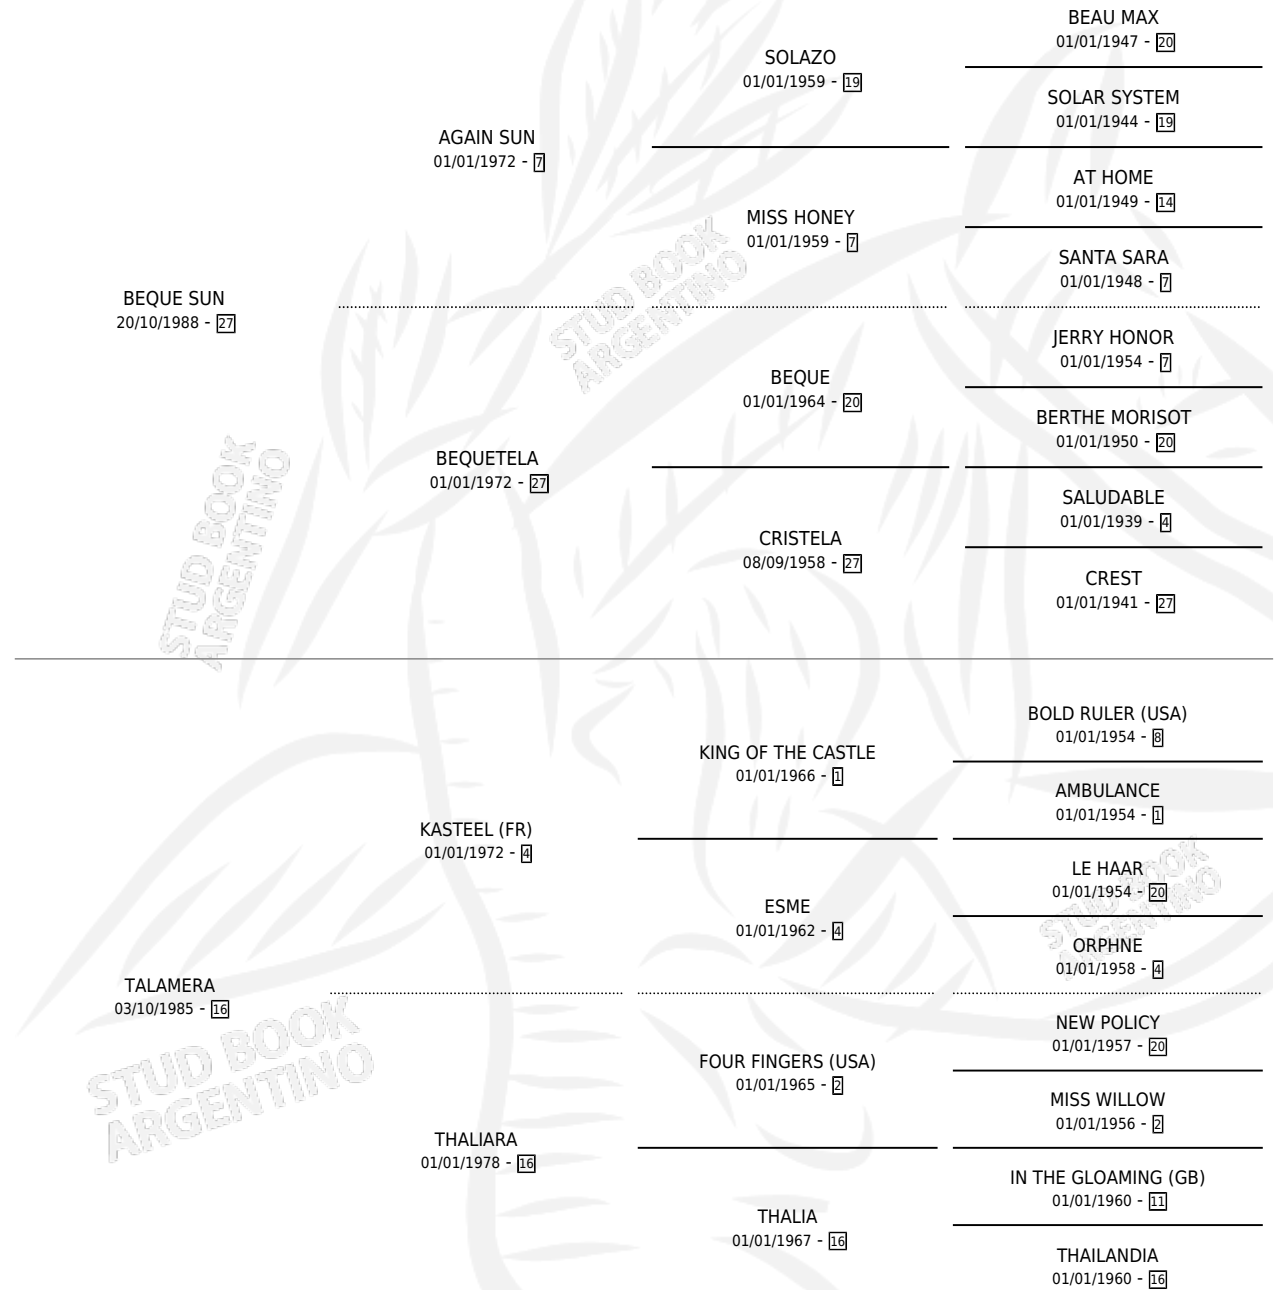 BEAU MAX
01/01/1947 - 20
SOLAZO
01/01/1959 - 19
SOLAR SYSTEM
01/01/1944 - 19
AGAIN SUN
01/01/1972 - 7
AT HOME
01/01/1949 - 14
MISS HONEY
01/01/1959 - 7
SANTA SARA
01/01/1948 - 7
BEQUE SUN
20/10/1988 - 27
STUD BOOK
ARGENTINO
JERRY HONOR
01/01/1954 - 7
BEQUE
01/01/1964 - 20
BERTHE MORISOT
01/01/1950 - 20
BEQUETELA
01/01/1972 - 27
SALUDABLE
01/01/1939 - 4
CRISTELA
08/09/1958 - 27
CREST
01/01/1941 - 27
STUD BOOK
ARGENTINO
BOLD RULER (USA)
01/01/1954 - 8
KING OF THE CASTLE
01/01/1966 - 1
AMBULANCE
01/01/1954 - 1
KASTEEL (FR)
01/01/1972 - 4
LE HAAR
01/01/1954 - 20
ESME
01/01/1962 - 4
ORPHNE
01/01/1958 - 4
STUD BOOK
ARGENTINO
TALAMERA
03/10/1985 - 16
NEW POLICY
01/01/1957 - 20
FOUR FINGERS (USA)
01/01/1965 - 2
MISS WILLOW
01/01/1956 - 2
STUD BOOK
ARGENTINO
THALIARA
01/01/1978 - 16
IN THE GLOAMING (GB)
01/01/1960 - 11
THALIA
01/01/1967 - 16
THAILANDIA
01/01/1960 - 16